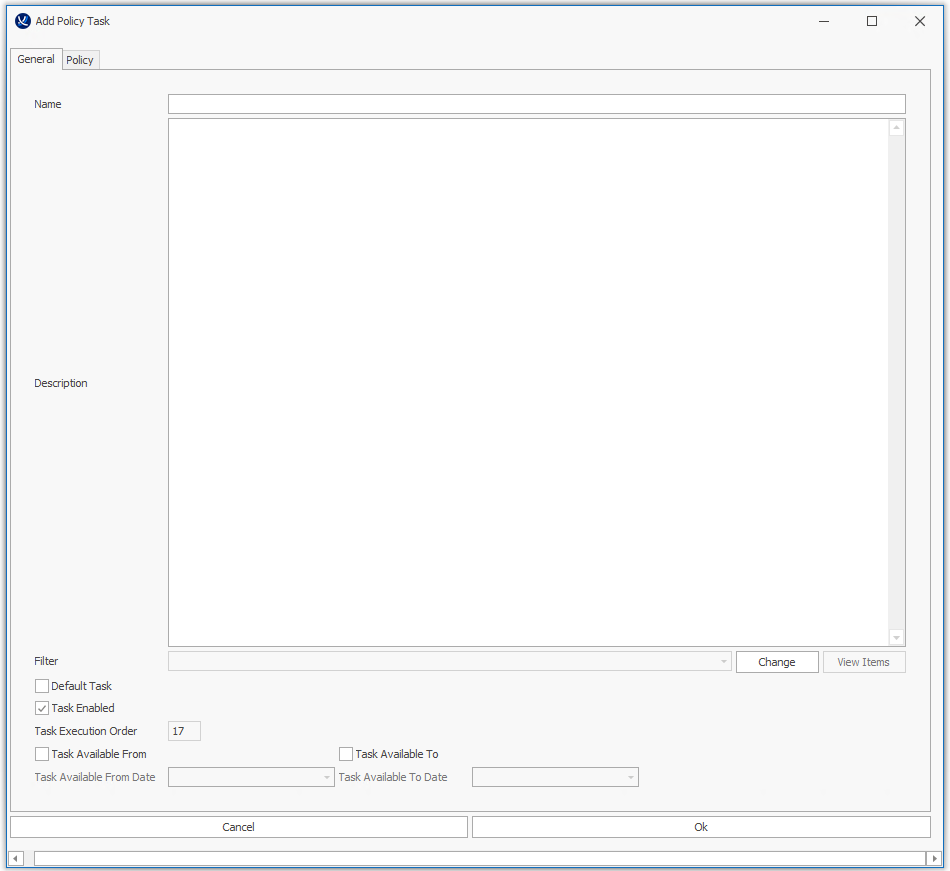 Add Policy Task
General Policy
Name
Description
Filter Change View Items
Default Task
Task Enabled
Task Execution Order 17
Task Available From Task Available To
Task Available From Date Task Available To Date
Cancel Ok